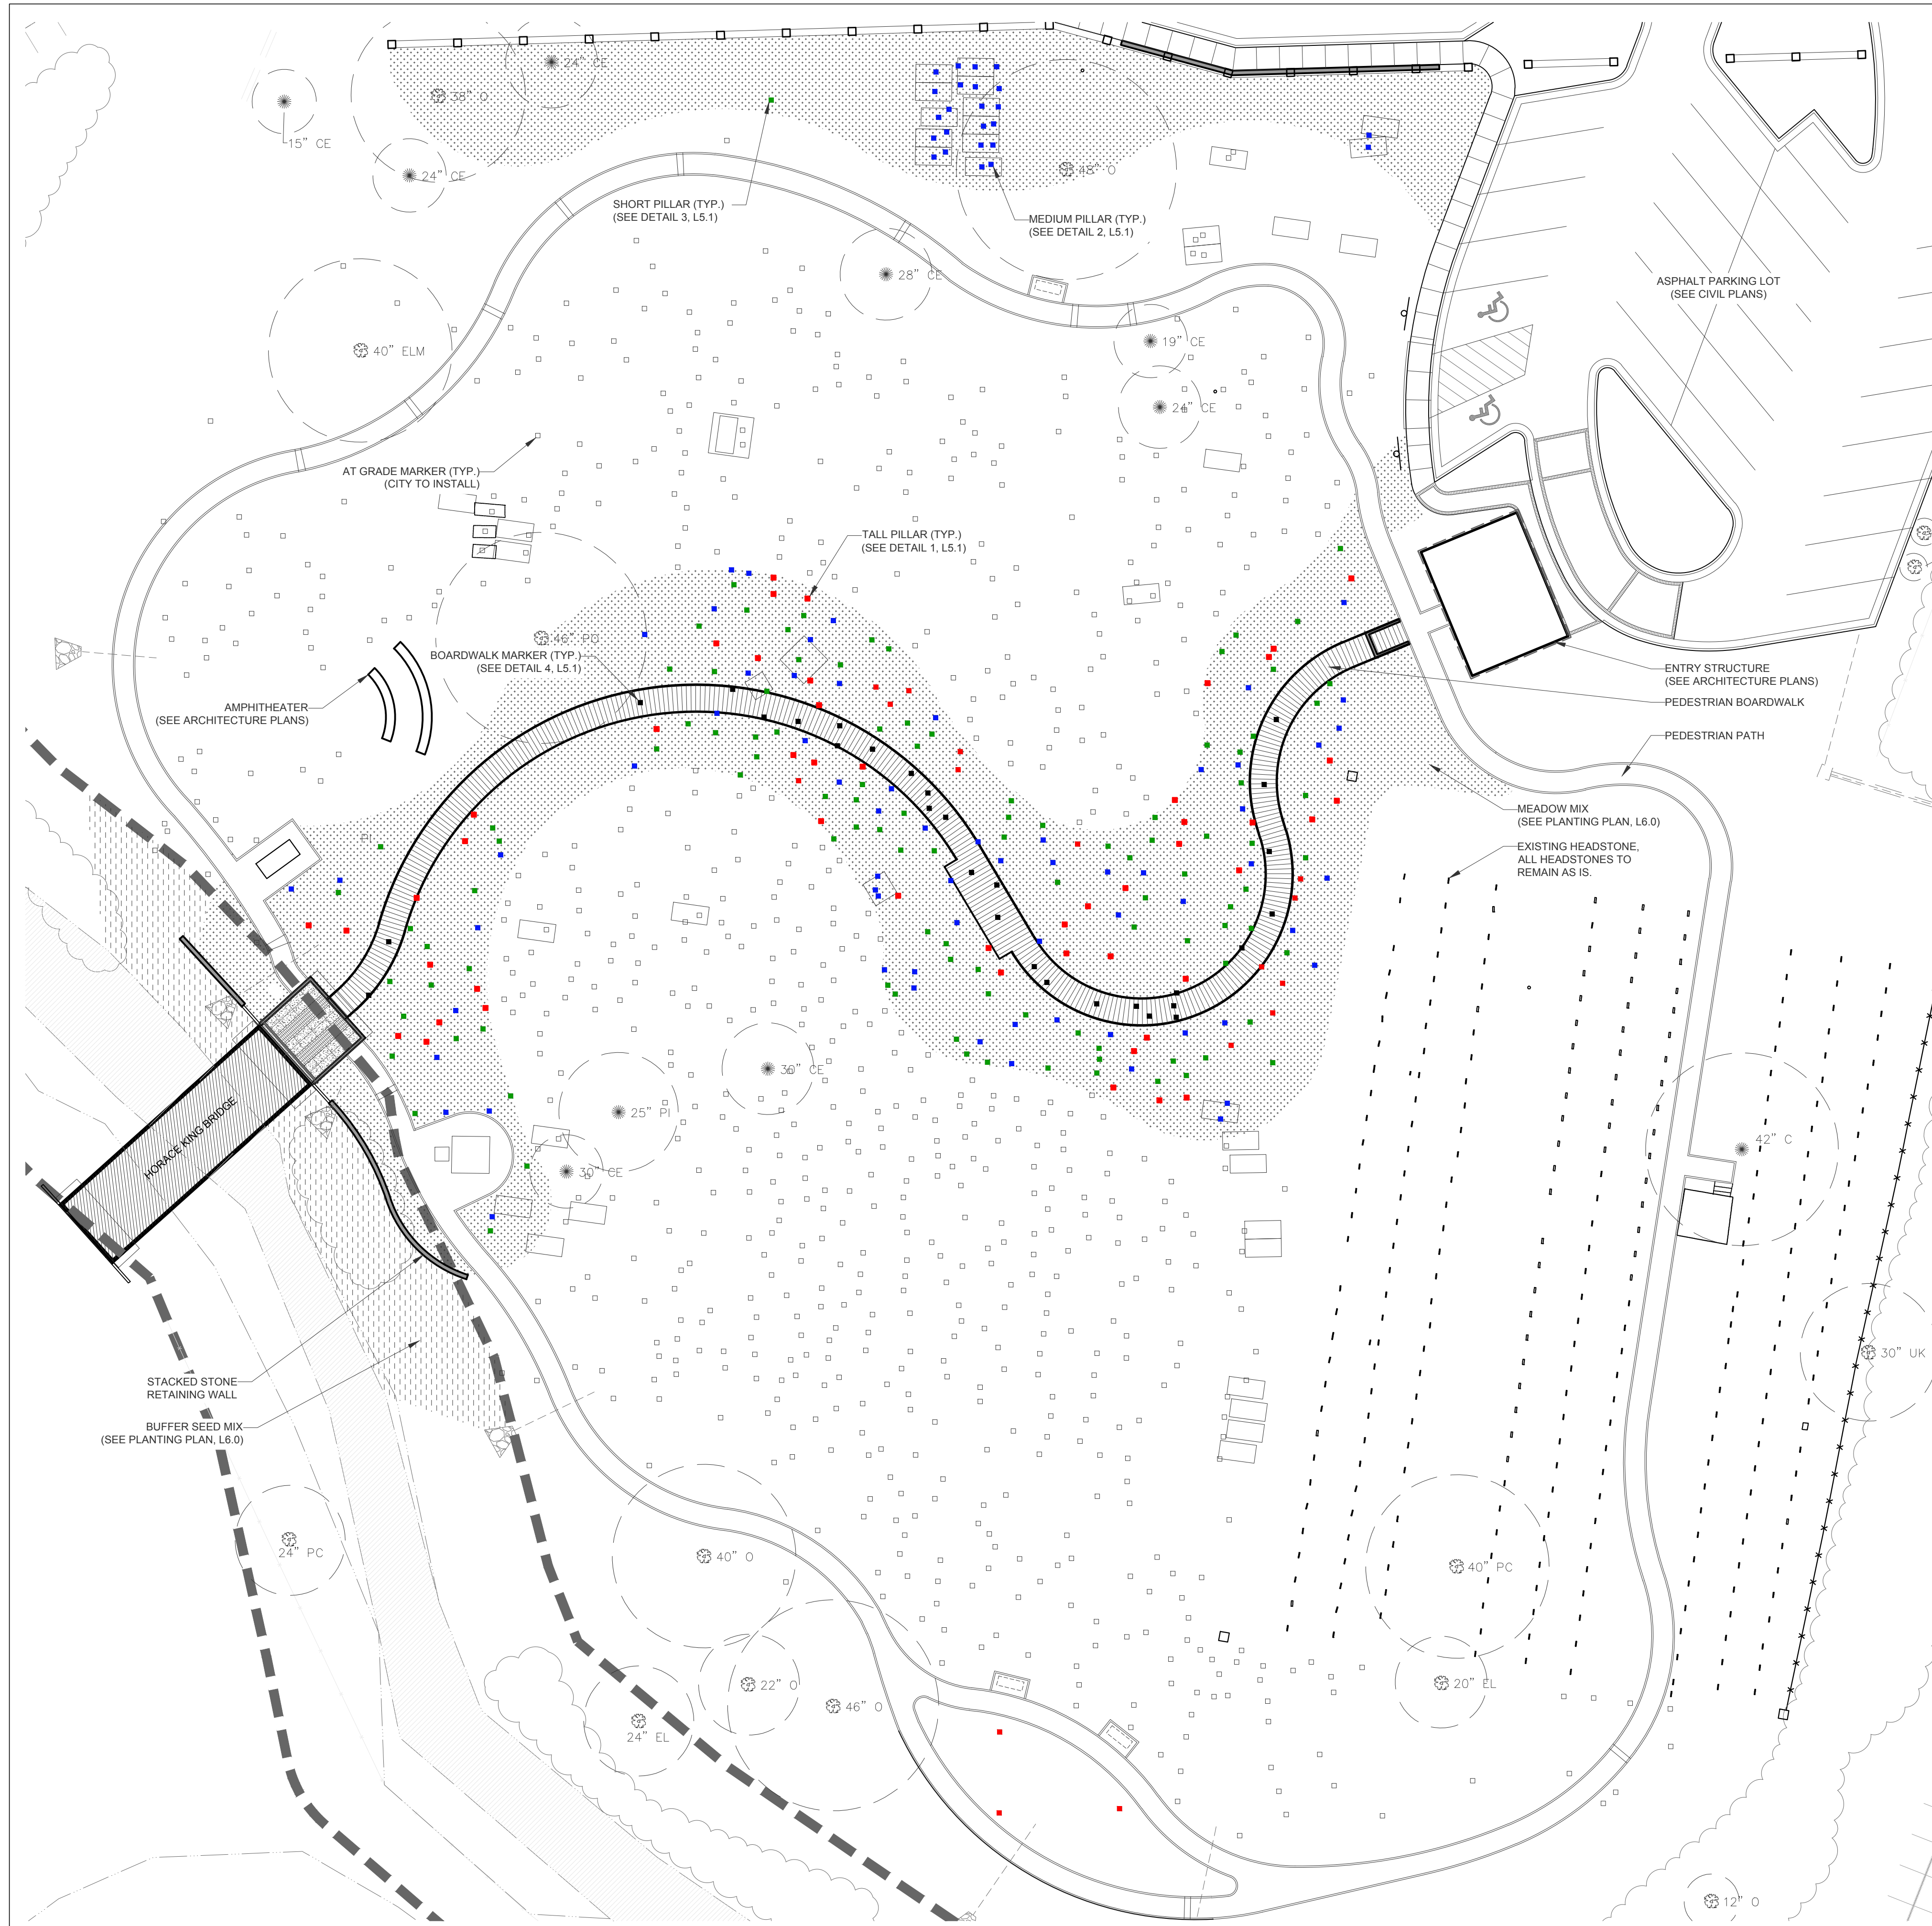 24" CE
38" O
15" CE
24" CE
48" O
SHORT PILLAR (TYP.)
(SEE DETAIL 3, L5.1)
MEDIUM PILLAR (TYP.)
(SEE DETAIL 2, L5.1)
28" CE
ASPHALT PARKING LOT
(SEE CIVIL PLANS)
40" ELM
19" CE
24" CE
AT GRADE MARKER (TYP.)
(CITY TO INSTALL)
TALL PILLAR (TYP.)
(SEE DETAIL 1, L5.1)
46" PO
BOARDWALK MARKER (TYP.)
(SEE DETAIL 4, L5.1)
ENTRY STRUCTURE
(SEE ARCHITECTURE PLANS)
PEDESTRIAN BOARDWALK
AMPHITHEATER
(SEE ARCHITECTURE PLANS)
PEDESTRIAN PATH
MEADOW MIX
(SEE PLANTING PLAN, L6.0)
EXISTING HEADSTONE,
ALL HEADSTONES TO
REMAIN AS IS.
30" CE
25" PI
HORACE KING BRIDGE
42" C
30" CE
30" UK
STACKED STONE
RETAINING WALL
BUFFER SEED MIX
(SEE PLANTING PLAN, L6.0)
24" PC
40" O
40" PC
22" O
20" EL
46" O
24" EL
12" O